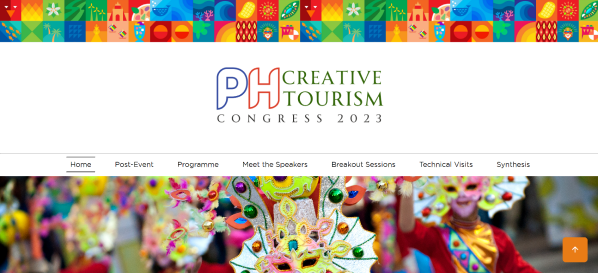 PH CREATIVE
TOURISM
CONGRESS 2023
Home Post-Event Programme Meet the Speakers Breakout Sessions Technical Visits Synthesis